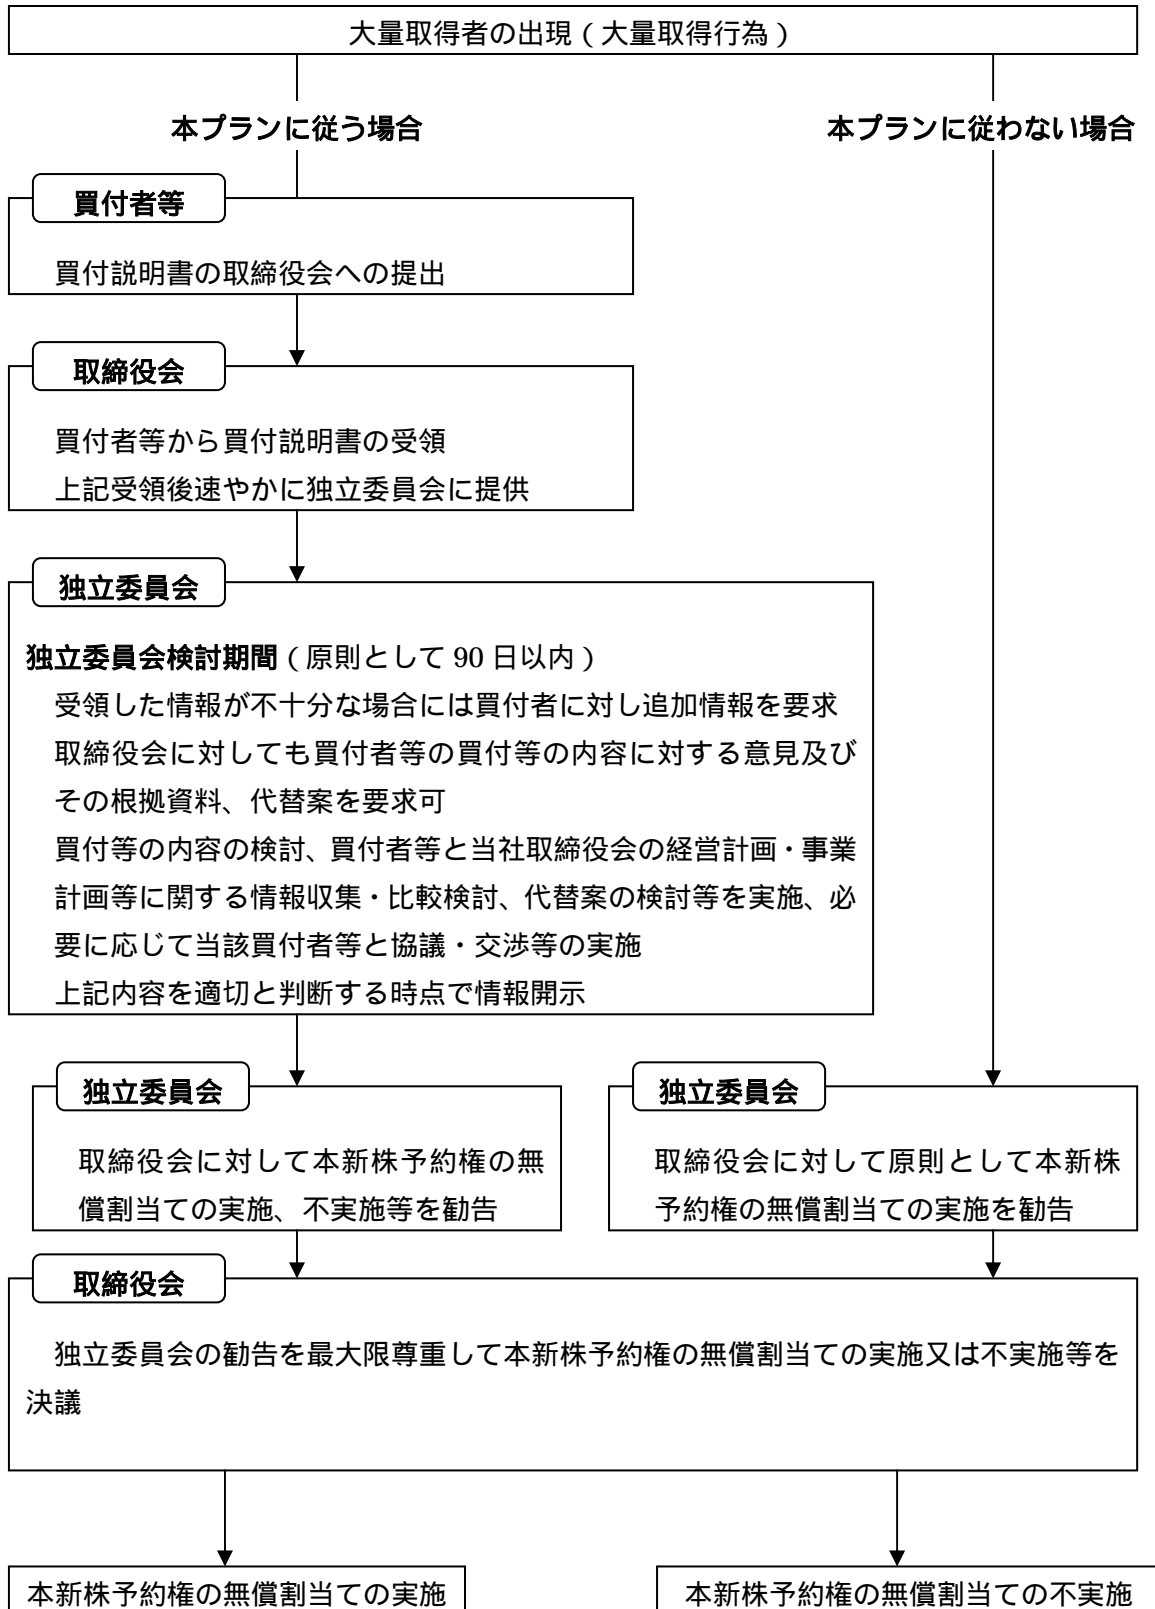 大量取得者の出現（大量取得行為）
本プランに従う場合
本プランに従わない場合
買付者等
買付説明書の取締役会への提出
取締役会
買付者等から買付説明書の受領
上記受領後速やかに独立委員会に提供
独立委員会
独立委員会検討期間（原則として 90 日以内）
受領した情報が不十分な場合には買付者に対し追加情報を要求
取締役会に対しても買付者等の買付等の内容に対する意見及び
その根拠資料、代替案を要求可
買付等の内容の検討、買付者等と当社取締役会の経営計画・事業
計画等に関する情報収集・比較検討、代替案の検討等を実施、必
要に応じて当該買付者等と協議・交渉等の実施
上記内容を適切と判断する時点で情報開示
独立委員会
取締役会に対して本新株予約権の無
償割当ての実施、不実施等を勧告
独立委員会
取締役会に対して原則として本新株
予約権の無償割当ての実施を勧告
取締役会
独立委員会の勧告を最大限尊重して本新株予約権の無償割当ての実施又は不実施等を
決議
本新株予約権の無償割当ての実施
本新株予約権の無償割当ての不実施